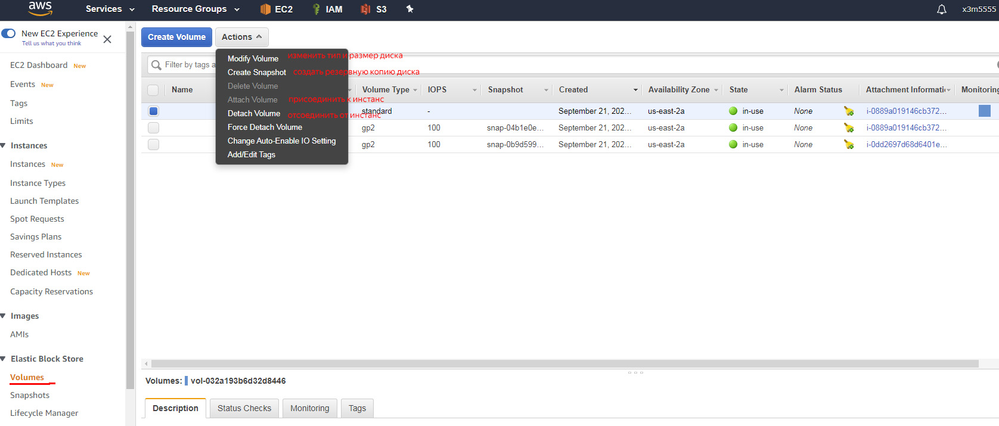 aws Services Resource Groups EC2 IAM S3 x3m5555
New EC2 Experience
Tell us what you think
EC2 Dashboard New
Events New
Tags
Limits
Instances
Instances New
Instance Types
Launch Templates
Spot Requests
Savings Plans
Reserved Instances
Dedicated Hosts New
Capacity Reservations
Images
AMIs
Elastic Block Store
Volumes
Snapshots
Lifecycle Manager
Create Volume Actions
Filter by tags a
Modify Volume изменить тип и размер диска
Create Snapshot создать резервную копию диска
Delete Volume
Attach Volume присоединить к инстанс
Detach Volume отсоединить от инстанс
Force Detach Volume
Change Auto-Enable IO Setting
Add/Edit Tags
Name Volume Type IOPS Snapshot Created Availability Zone State Alarm Status Attachment Informati Monitoring
standard - September 21, 202... us-east-2a in-use None i-0889a019146cb372...
gp2 100 snap-04b1e0e... September 21, 202... us-east-2a in-use None i-0889a019146cb372...
gp2 100 snap-0b9d599... September 21, 202... us-east-2a in-use None i-0dd2697d68d6401e...
Volumes: vol-032a193b6d32d8446
Description Status Checks Monitoring Tags